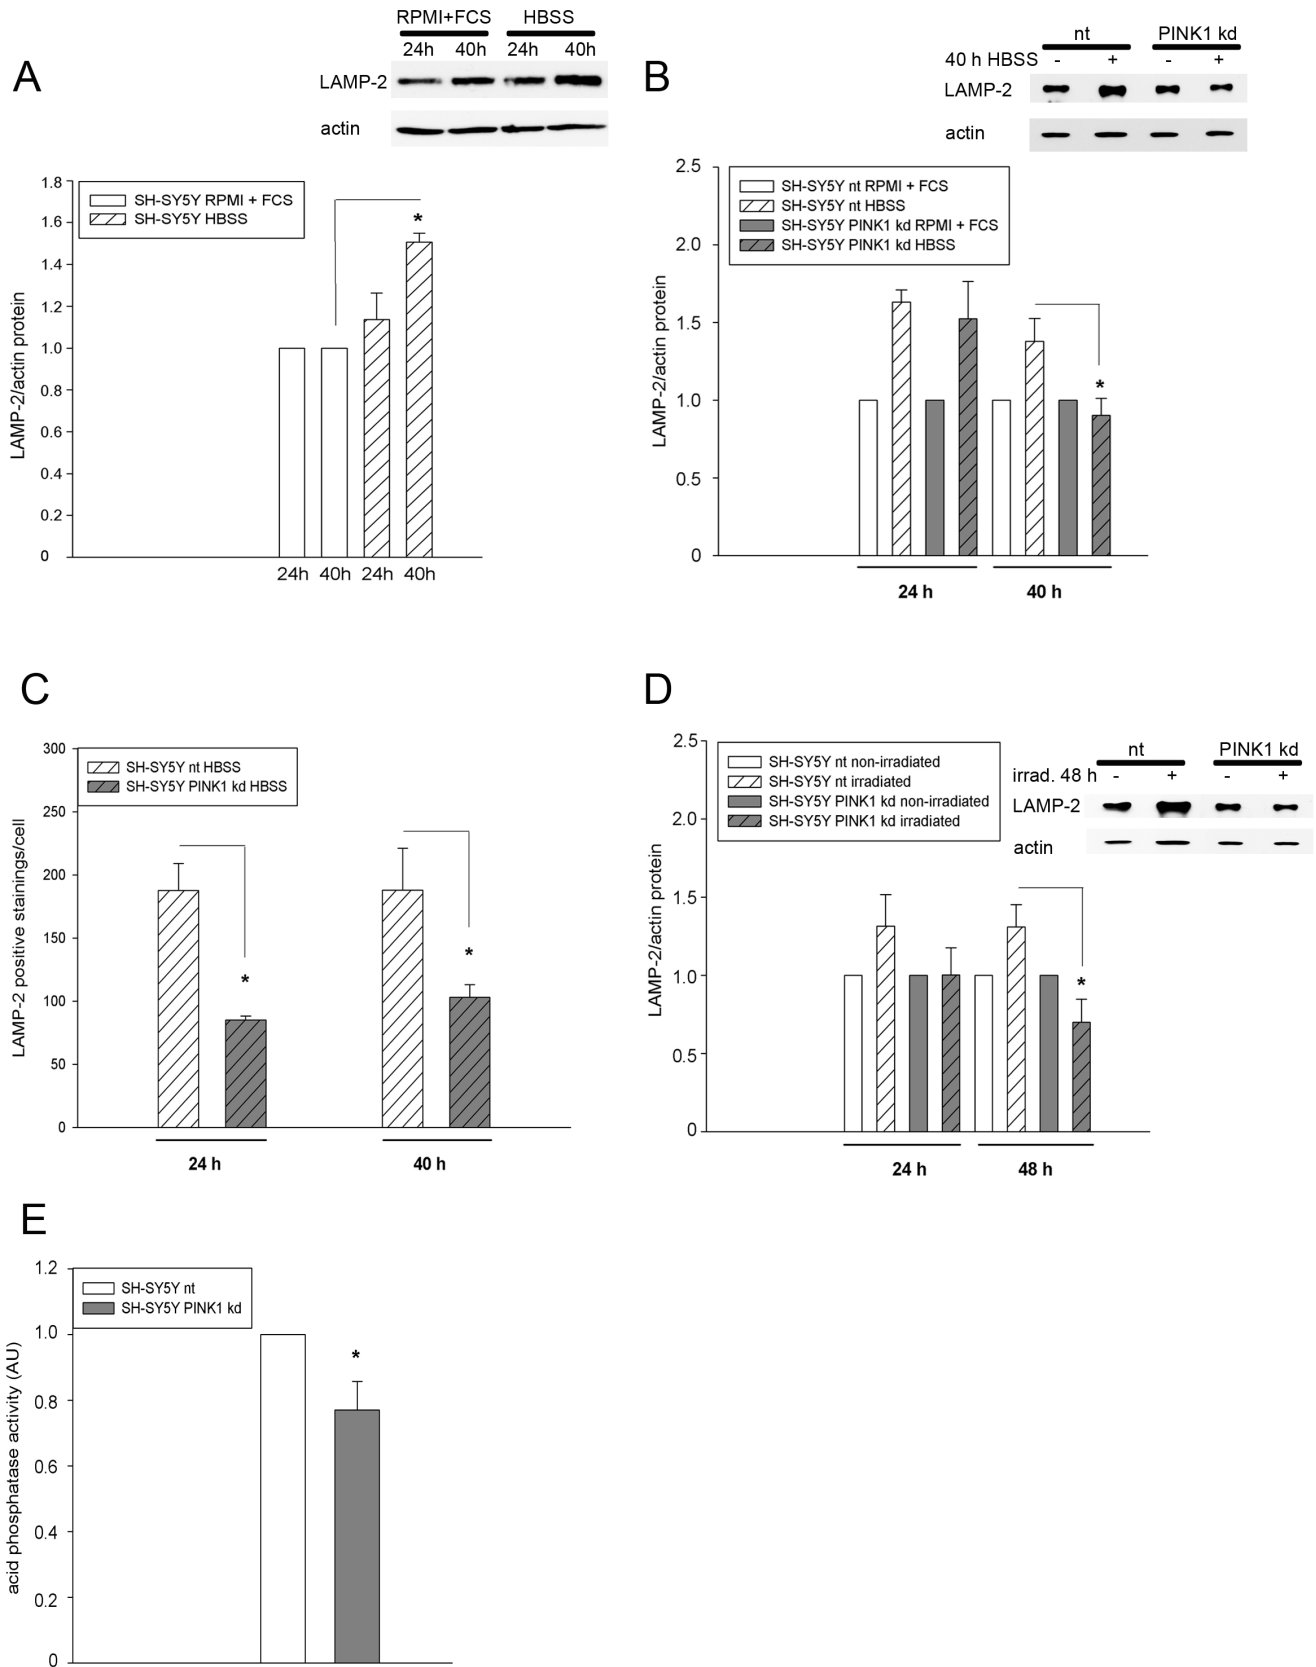 A
RPMI+FCS HBSS
24h 40h 24h 40h
LAMP-2
actin
1.8
1.6
1.4
1.2
1.0
0.8
0.6
0.4
0.2
0
LAMP-2/actin protein
SH-SY5Y RPMI + FCS
SH-SY5Y HBSS
*
24h 40h 24h 40h
B
nt PINK1 kd
40 h HBSS - + - +
LAMP-2
actin
2.5
2.0
1.5
1.0
0.5
0
LAMP-2/actin protein
SH-SY5Y nt RPMI + FCS
SH-SY5Y nt HBSS
SH-SY5Y PINK1 kd RPMI + FCS
SH-SY5Y PINK1 kd HBSS
*
24 h 40 h
C
300
250
200
150
100
50
0
LAMP-2 positive stainings/cell
SH-SY5Y nt HBSS
SH-SY5Y PINK1 kd HBSS
* *
24 h 40 h
D
2.5
2.0
1.5
1.0
0.5
0
LAMP-2/actin protein
SH-SY5Y nt non-irradiated
SH-SY5Y nt irradiated
SH-SY5Y PINK1 kd non-irradiated
SH-SY5Y PINK1 kd irradiated
nt PINK1 kd
irrad. 48 h - + - +
LAMP-2
actin
*
24 h 48 h
E
1.2
1.0
0.8
0.6
0.4
0.2
0
acid phosphatase activity (AU)
SH-SY5Y nt
SH-SY5Y PINK1 kd
*